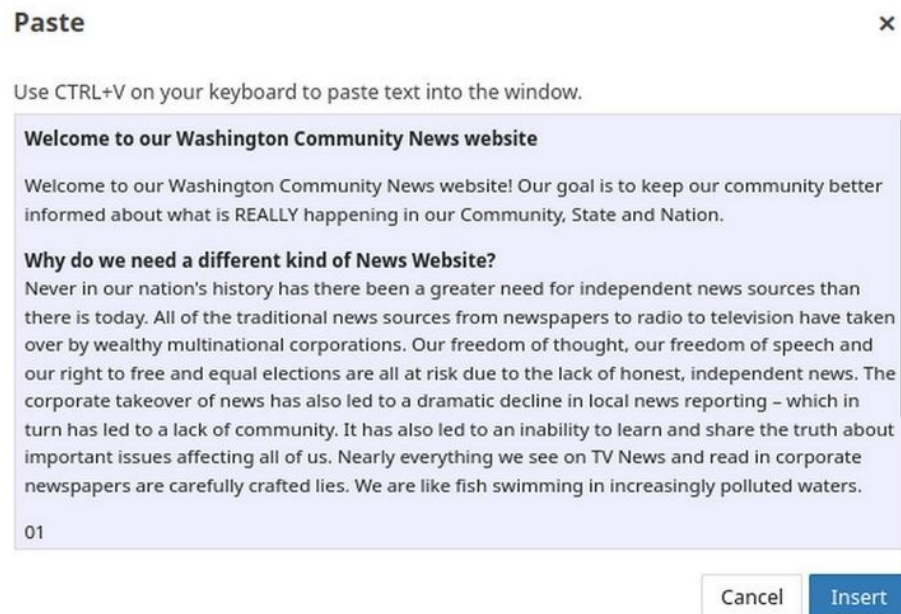 Paste
×
Use CTRL+V on your keyboard to paste text into the window.
Welcome to our Washington Community News website
Welcome to our Washington Community News website! Our goal is to keep our community better
informed about what is REALLY happening in our Community, State and Nation.
Why do we need a different kind of News Website?
Never in our nation's history has there been a greater need for independent news sources than
there is today. All of the traditional news sources from newspapers to radio to television have taken
over by wealthy multinational corporations. Our freedom of thought, our freedom of speech and
our right to free and equal elections are all at risk due to the lack of honest, independent news. The
corporate takeover of news has also led to a dramatic decline in local news reporting – which in
turn has led to a lack of community. It has also led to an inability to learn and share the truth about
important issues affecting all of us. Nearly everything we see on TV News and read in corporate
newspapers are carefully crafted lies. We are like fish swimming in increasingly polluted waters.
01
Cancel Insert